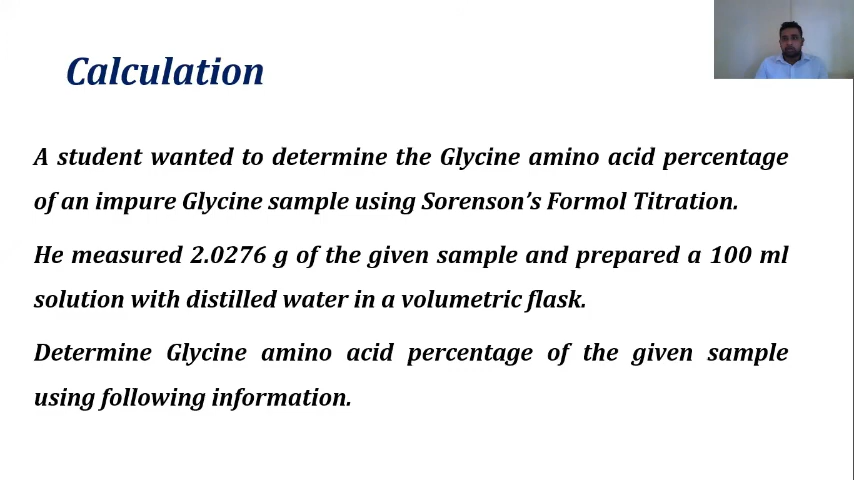 Calculation
A student wanted to determine the Glycine amino acid percentage
of an impure Glycine sample using Sorenson’s Formol Titration.
He measured 2.0276 g of the given sample and prepared a 100 ml
solution with distilled water in a volumetric flask.
Determine Glycine amino acid percentage of the given sample
using following information.